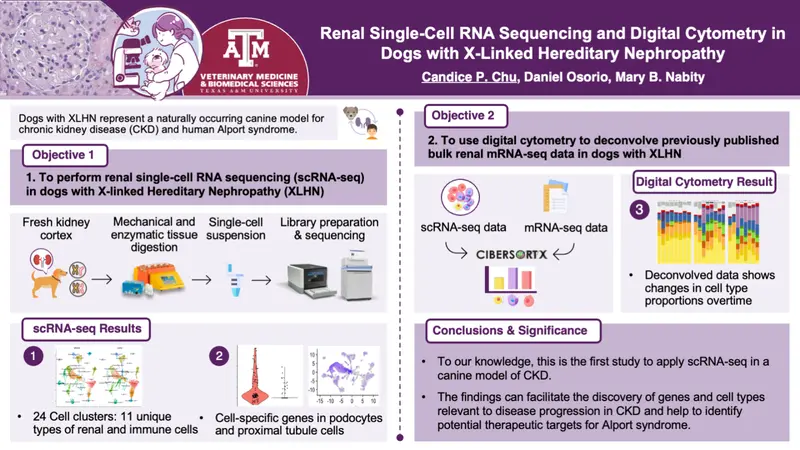 Renal Single-Cell RNA Sequencing and Digital Cytometry in
Dogs with X-Linked Hereditary Nephropathy
Candice P. Chu, Daniel Osorio, Mary B. Nabity
ATM
VETERINARY MEDICINE
& BIOMEDICAL SCIENCES
TEXAS A&M UNIVERSITY
Dogs with XLHN represent a naturally occurring canine model for
chronic kidney disease (CKD) and human Alport syndrome.
Objective 1
1. To perform renal single-cell RNA sequencing (scRNA-seq)
in dogs with X-linked Hereditary Nephropathy (XLHN)
Fresh kidney
cortex
Mechanical and
enzymatic tissue
digestion
Single-cell
suspension
Library preparation
& sequencing
scRNA-seq Results
1
24 Cell clusters: 11 unique
types of renal and immune cells
2
-15 -10 -5 0 5 10
Cell-specific genes in podocytes
and proximal tubule cells
Objective 2
2. To use digital cytometry to deconvolve previously published
bulk renal mRNA-seq data in dogs with XLHN
scRNA-seq data
mRNA-seq data
CIBERSORTX
Digital Cytometry Result
3
• Deconvolved data shows
changes in cell type
proportions overtime
Conclusions & Significance
• To our knowledge, this is the first study to apply scRNA-seq in a
canine model of CKD.
• The findings can facilitate the discovery of genes and cell types
relevant to disease progression in CKD and help to identify
potential therapeutic targets for Alport syndrome.